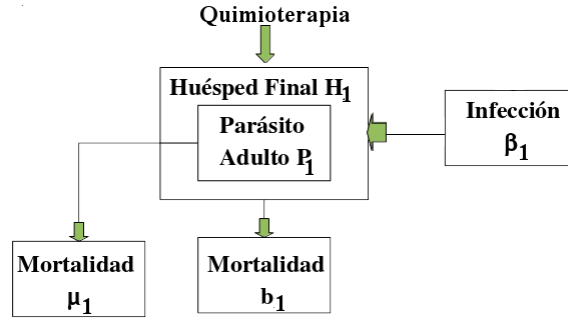 Quimioterapia
Huésped Final H1
Parásito
Adulto P1
Infección
β1
Mortalidad
μ1
Mortalidad
b1